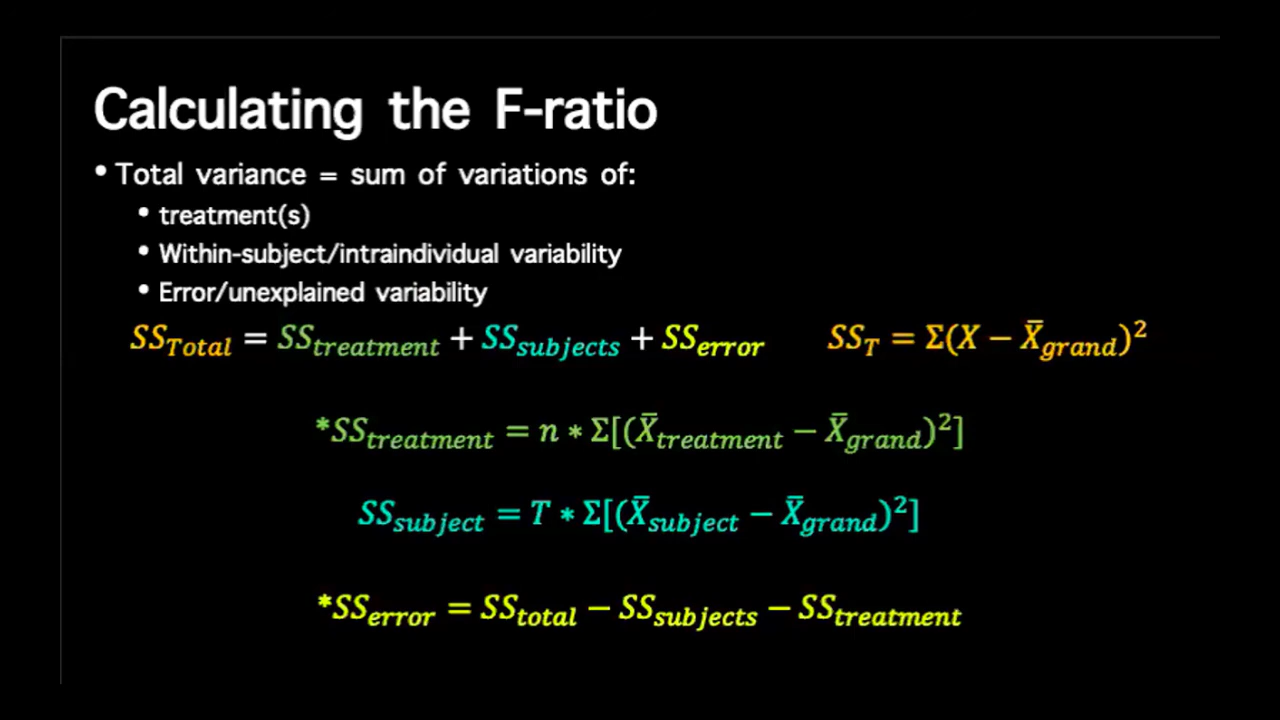 Calculating the F-ratio
• Total variance = sum of variations of:
• treatment(s)
• Within-subject/intraindividual variability
• Error/unexplained variability
SS_Total = SS_treatment + SS_subjects + SS_error    SS_T = Σ(X − X̄_grand)²
*SS_treatment = n * Σ[(X̄_treatment − X̄_grand)²]
SS_subject = T * Σ[(X̄_subject − X̄_grand)²]
*SS_error = SS_total − SS_subjects − SS_treatment